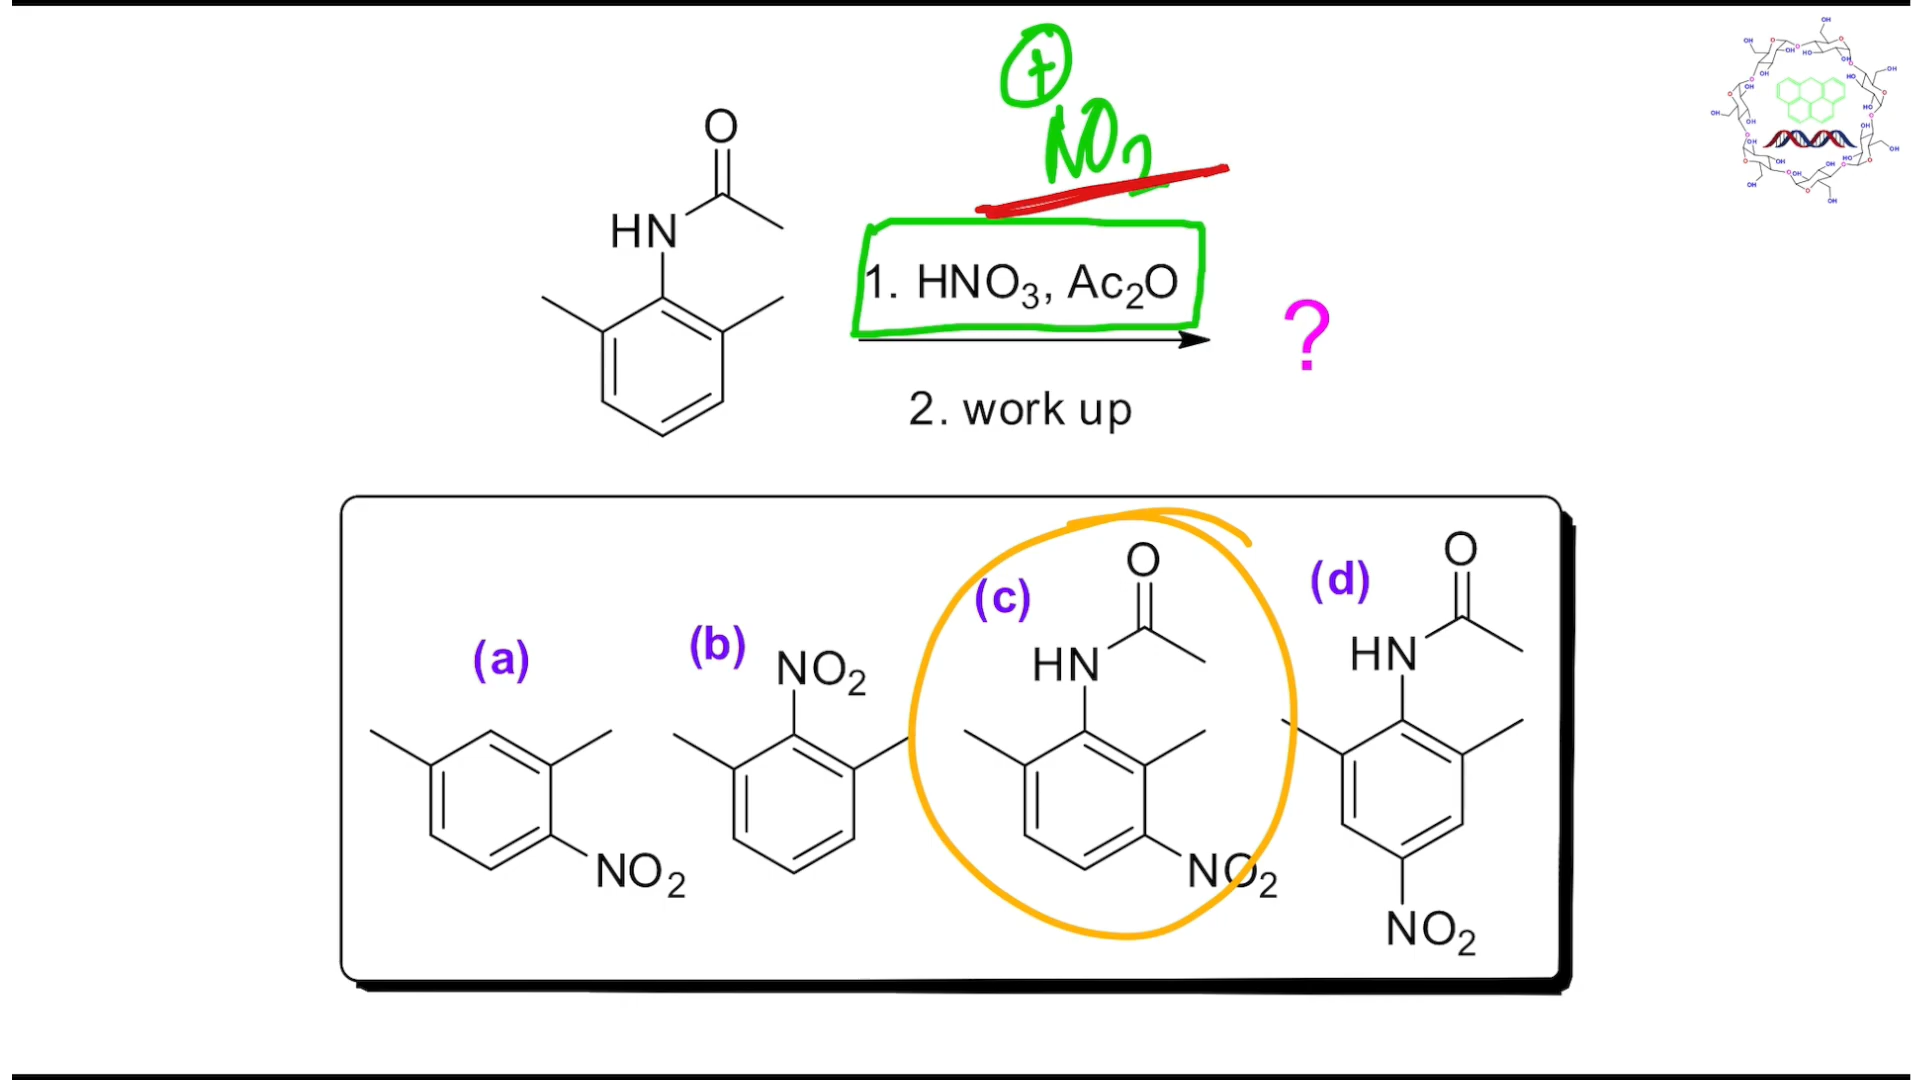 ⊕
NO2
O
HN
1. HNO3, Ac2O
?
2. work up
(a)
NO2
(b)
NO2
(c)
O
HN
NO2
(d)
O
HN
NO2